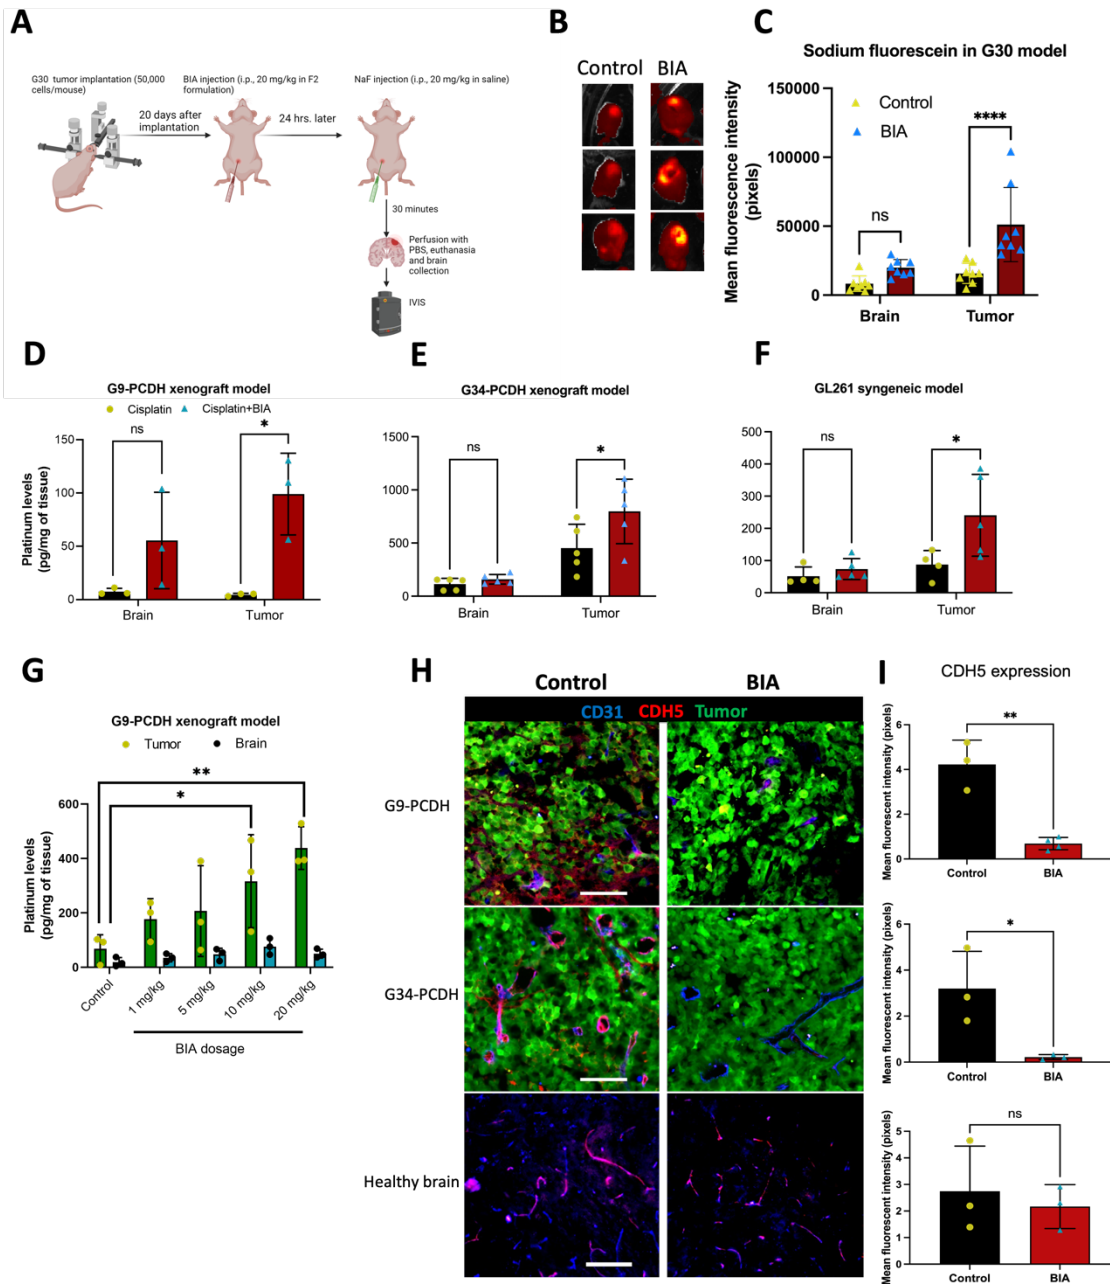 A
G30 tumor implantation (50,000
cells/mouse)
BIA injection (i.p., 20 mg/kg in F2
formulation)
NaF injection (i.p., 20 mg/kg in saline)
20 days after
implantation
24 hrs. later
30 minutes
Perfusion with
PBS, euthanasia
and brain
collection
IVIS
B
Control
BIA
C
Sodium fluorescein in G30 model
Control
BIA
Mean fluorescence intensity
(pixels)
150000
100000
50000
0
ns
****
Brain
Tumor
D
G9-PCDH xenograft model
Cisplatin
Cisplatin+BIA
Platinum levels
(pg/mg of tissue)
150
100
50
0
ns
*
Brain
Tumor
E
G34-PCDH xenograft model
1500
1000
500
0
ns
*
Brain
Tumor
F
GL261 syngeneic model
500
400
300
200
100
0
ns
*
Brain
Tumor
G
G9-PCDH xenograft model
Tumor
Brain
Platinum levels
(pg/mg of tissue)
600
400
200
0
**
*
Control
1 mg/kg
5 mg/kg
10 mg/kg
20 mg/kg
BIA dosage
H
Control
BIA
CD31 CDH5 Tumor
G9-PCDH
G34-PCDH
Healthy brain
I
CDH5 expression
Mean fluorescent intensity (pixels)
6
4
2
0
**
Control
BIA
Mean fluorescent intensity (pixels)
6
4
2
0
*
Control
BIA
Mean fluorescent intensity (pixels)
5
4
3
2
1
0
ns
Control
BIA